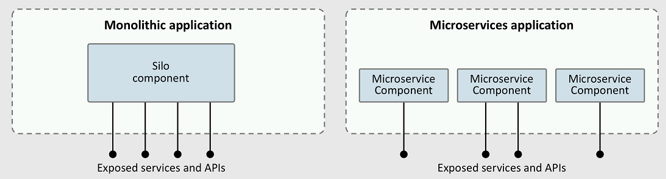 Monolithic application
Silo
component
Exposed services and APIs
Microservices application
Microservice
Component
Microservice
Component
Microservice
Component
Exposed services and APIs